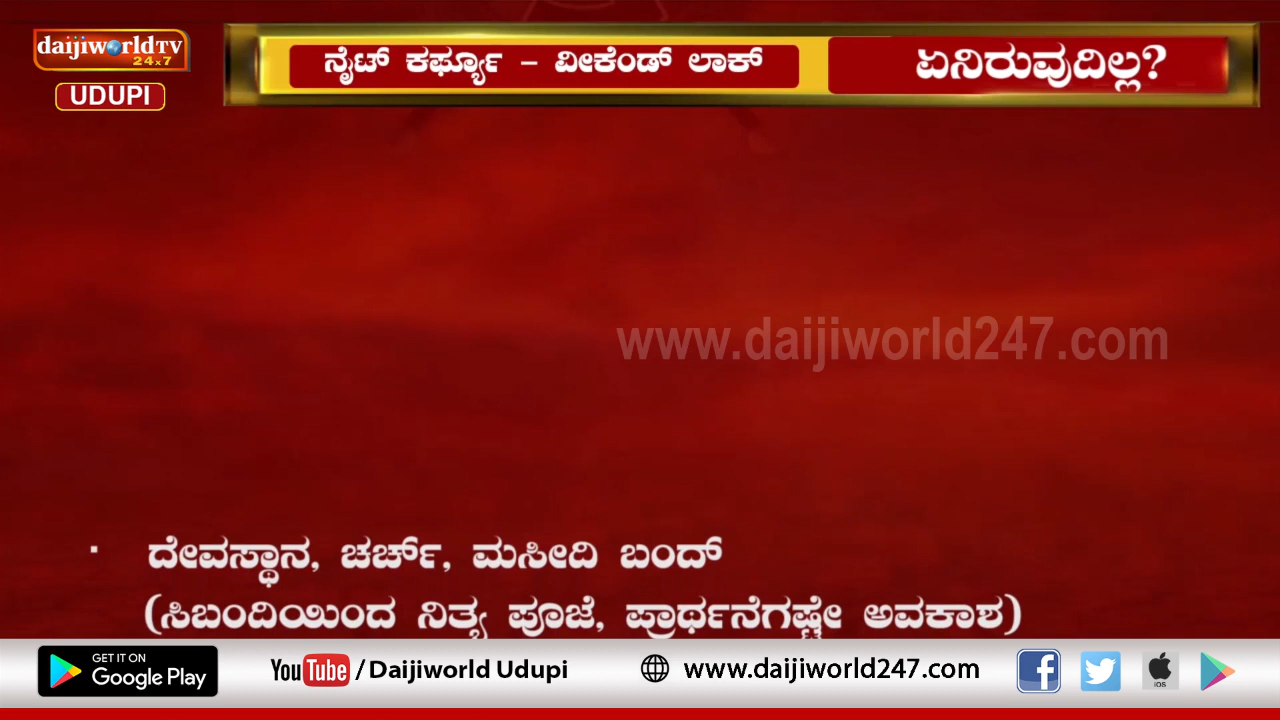 daijiworldTV
24x7
UDUPI
ನೈಟ್ ಕರ್ಫ್ಯೂ – ವೀಕೆಂಡ್ ಲಾಕ್
ಏನಿರುವುದಿಲ್ಲ?
www.daijiworld247.com
· ದೇವಸ್ಥಾನ, ಚರ್ಚ್, ಮಸೀದಿ ಬಂದ್
(ಸಿಬಂದಿಯಿಂದ ನಿತ್ಯ ಪೂಜೆ, ಪ್ರಾರ್ಥನೆಗಷ್ಟೇ ಅವಕಾಶ)
GET IT ON
Google Play
YouTube /Daijiworld Udupi
www.daijiworld247.com
iOS